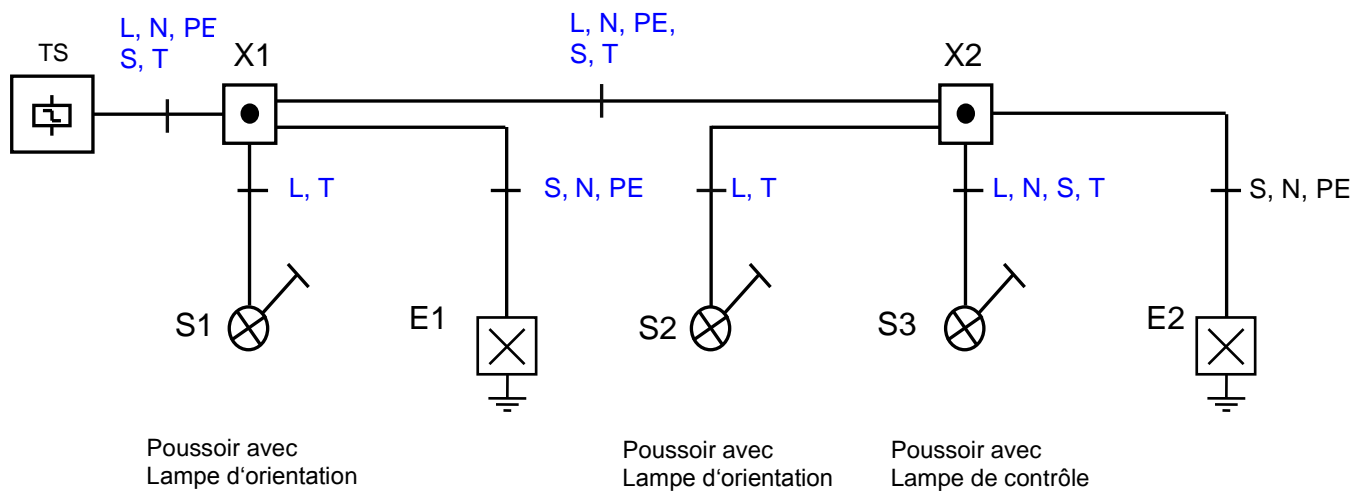 L, N, PE
S, T
L, N, PE,
S, T
TS
X1
X2
L, T
S, N, PE
L, T
L, N, S, T
S, N, PE
S1
E1
S2
S3
E2
Poussoir avec
Lampe d‘orientation
Poussoir avec
Lampe d‘orientation
Poussoir avec
Lampe de contrôle